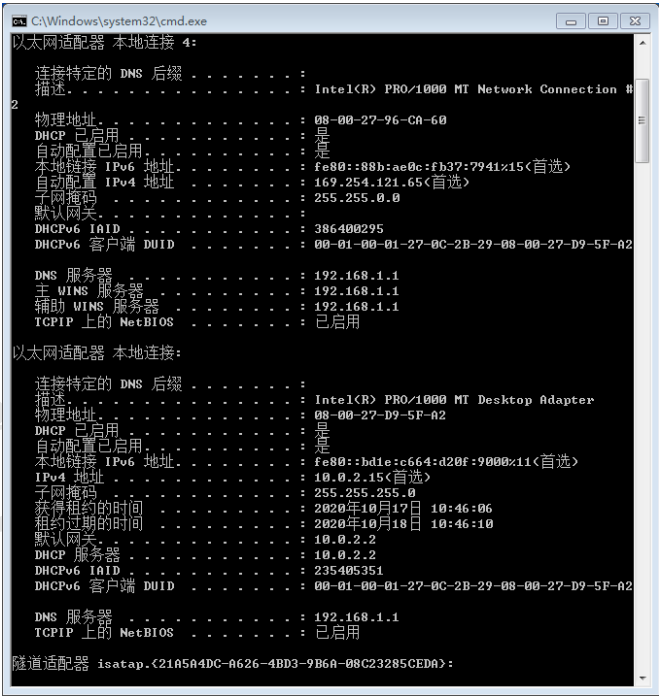 C:\Windows\system32\cmd.exe
以太网适配器 本地连接 4:
连接特定的 DNS 后缀 . . . . . . . :
描述. . . . . . . . . . . . . . . : Intel(R) PRO/1000 MT Network Connection #
2
物理地址. . . . . . . . . . . . . : 08-00-27-96-CA-60
DHCP 已启用 . . . . . . . . . . . : 是
自动配置已启用. . . . . . . . . . : 是
本地链接 IPv6 地址. . . . . . . . : fe80::88b:ae0c:fb37:7941%15(首选)
自动配置 IPv4 地址 . . . . . . . : 169.254.121.65(首选)
子网掩码 . . . . . . . . . . . . : 255.255.0.0
默认网关. . . . . . . . . . . . . :
DHCPv6 IAID . . . . . . . . . . . : 386400295
DHCPv6 客户端 DUID . . . . . . . : 00-01-00-01-27-0C-2B-29-08-00-27-D9-5F-A2
DNS 服务器 . . . . . . . . . . . : 192.168.1.1
主 WINS 服务器 . . . . . . . . . : 192.168.1.1
辅助 WINS 服务器 . . . . . . . . : 192.168.1.1
TCPIP 上的 NetBIOS . . . . . . . : 已启用
以太网适配器 本地连接:
连接特定的 DNS 后缀 . . . . . . . :
描述. . . . . . . . . . . . . . . : Intel(R) PRO/1000 MT Desktop Adapter
物理地址. . . . . . . . . . . . . : 08-00-27-D9-5F-A2
DHCP 已启用 . . . . . . . . . . . : 是
自动配置已启用. . . . . . . . . . : 是
本地链接 IPv6 地址. . . . . . . . : fe80::bd1e:c664:d20f:9000%11(首选)
IPv4 地址 . . . . . . . . . . . . : 10.0.2.15(首选)
子网掩码 . . . . . . . . . . . . : 255.255.255.0
获得租约的时间 . . . . . . . . . : 2020年10月17日 10:46:06
租约过期的时间 . . . . . . . . . : 2020年10月18日 10:46:10
默认网关. . . . . . . . . . . . . : 10.0.2.2
DHCP 服务器 . . . . . . . . . . . : 10.0.2.2
DHCPv6 IAID . . . . . . . . . . . : 235405351
DHCPv6 客户端 DUID . . . . . . . : 00-01-00-01-27-0C-2B-29-08-00-27-D9-5F-A2
DNS 服务器 . . . . . . . . . . . : 192.168.1.1
TCPIP 上的 NetBIOS . . . . . . . : 已启用
隧道适配器 isatap.{21A5A4DC-A626-4BD3-9B6A-08C23285CEDA}: